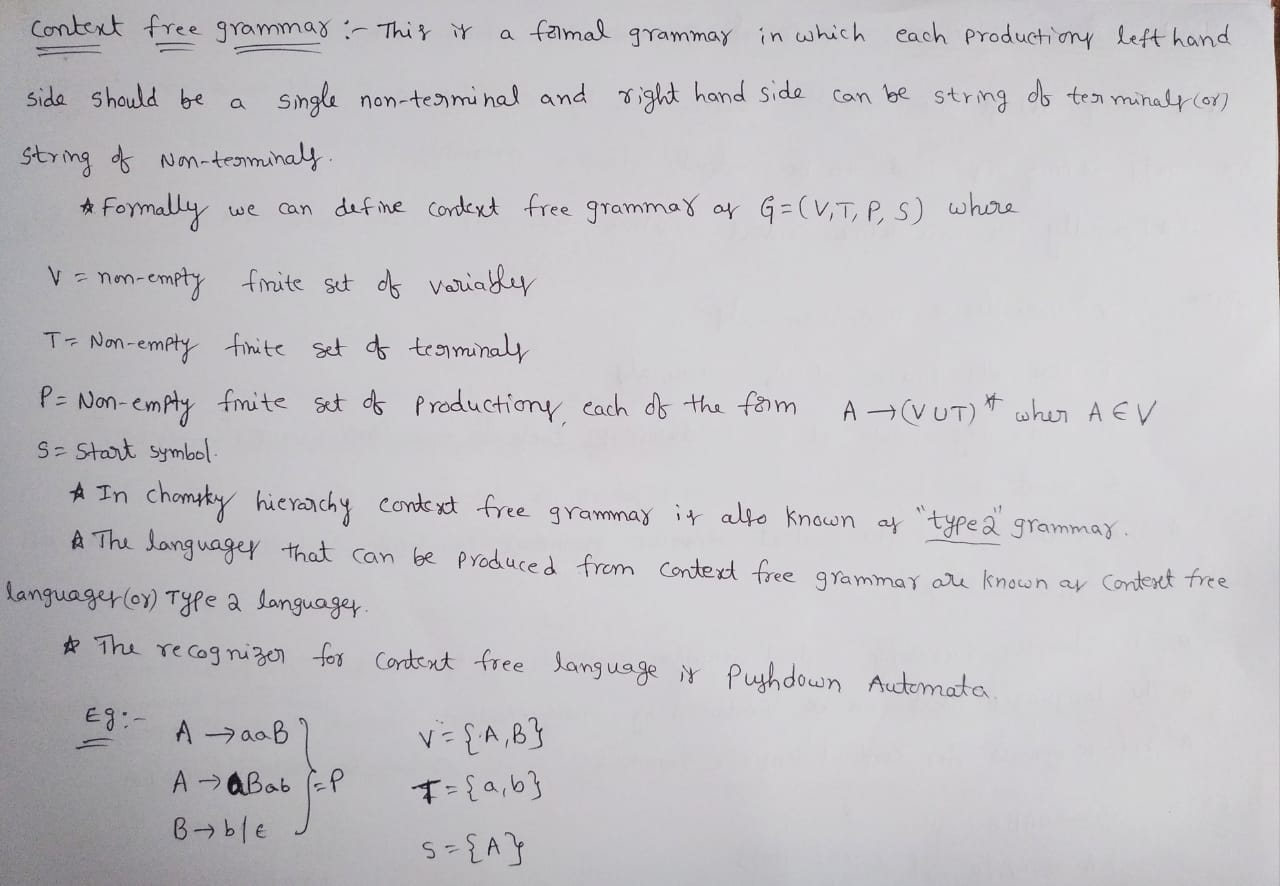 Context free grammar :- This is a formal grammar in which each productions left hand
side should be a single non-terminal and right hand side can be string of terminals (or)
string of Non-terminals.
* Formally we can define context free grammar as G=(V,T,P,S) where
V = non-empty finite set of variables
T= Non-empty finite set of terminals
P= Non-empty finite set of productions, each of the form A →(V∪T)* wher A ∈ V
S= Start symbol.
* In chomsky hierarchy context free grammar is also known as "type2" grammar.
* The languages that can be produced from context free grammar are known as context free
languages (or) Type 2 languages.
* The recognizer for context free language is Pushdown Automata.
Eg:-
A → aaB V = {A,B}
A → aBab }=P T={a,b}
B → b/ϵ
S={A}